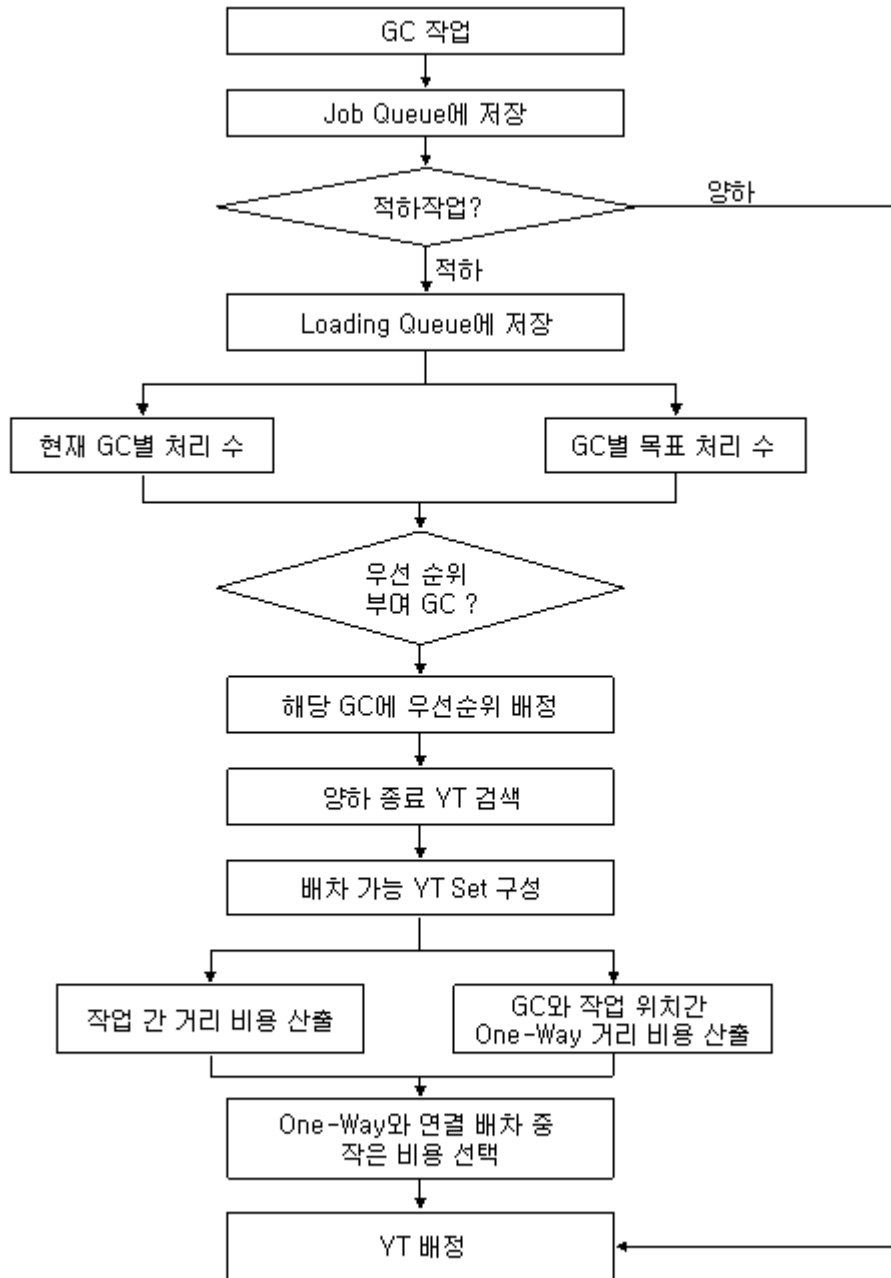 GC 작업
Job Queue에 저장
적하작업?
양하
적하
Loading Queue에 저장
현재 GC별 처리 수
GC별 목표 처리 수
우선 순위
부여 GC ?
해당 GC에 우선순위 배정
양하 종료 YT 검색
배차 가능 YT Set 구성
작업 간 거리 비용 산출
GC와 작업 위치간
One-Way 거리 비용 산출
One-Way와 연결 배차 중
작은 비용 선택
YT 배정